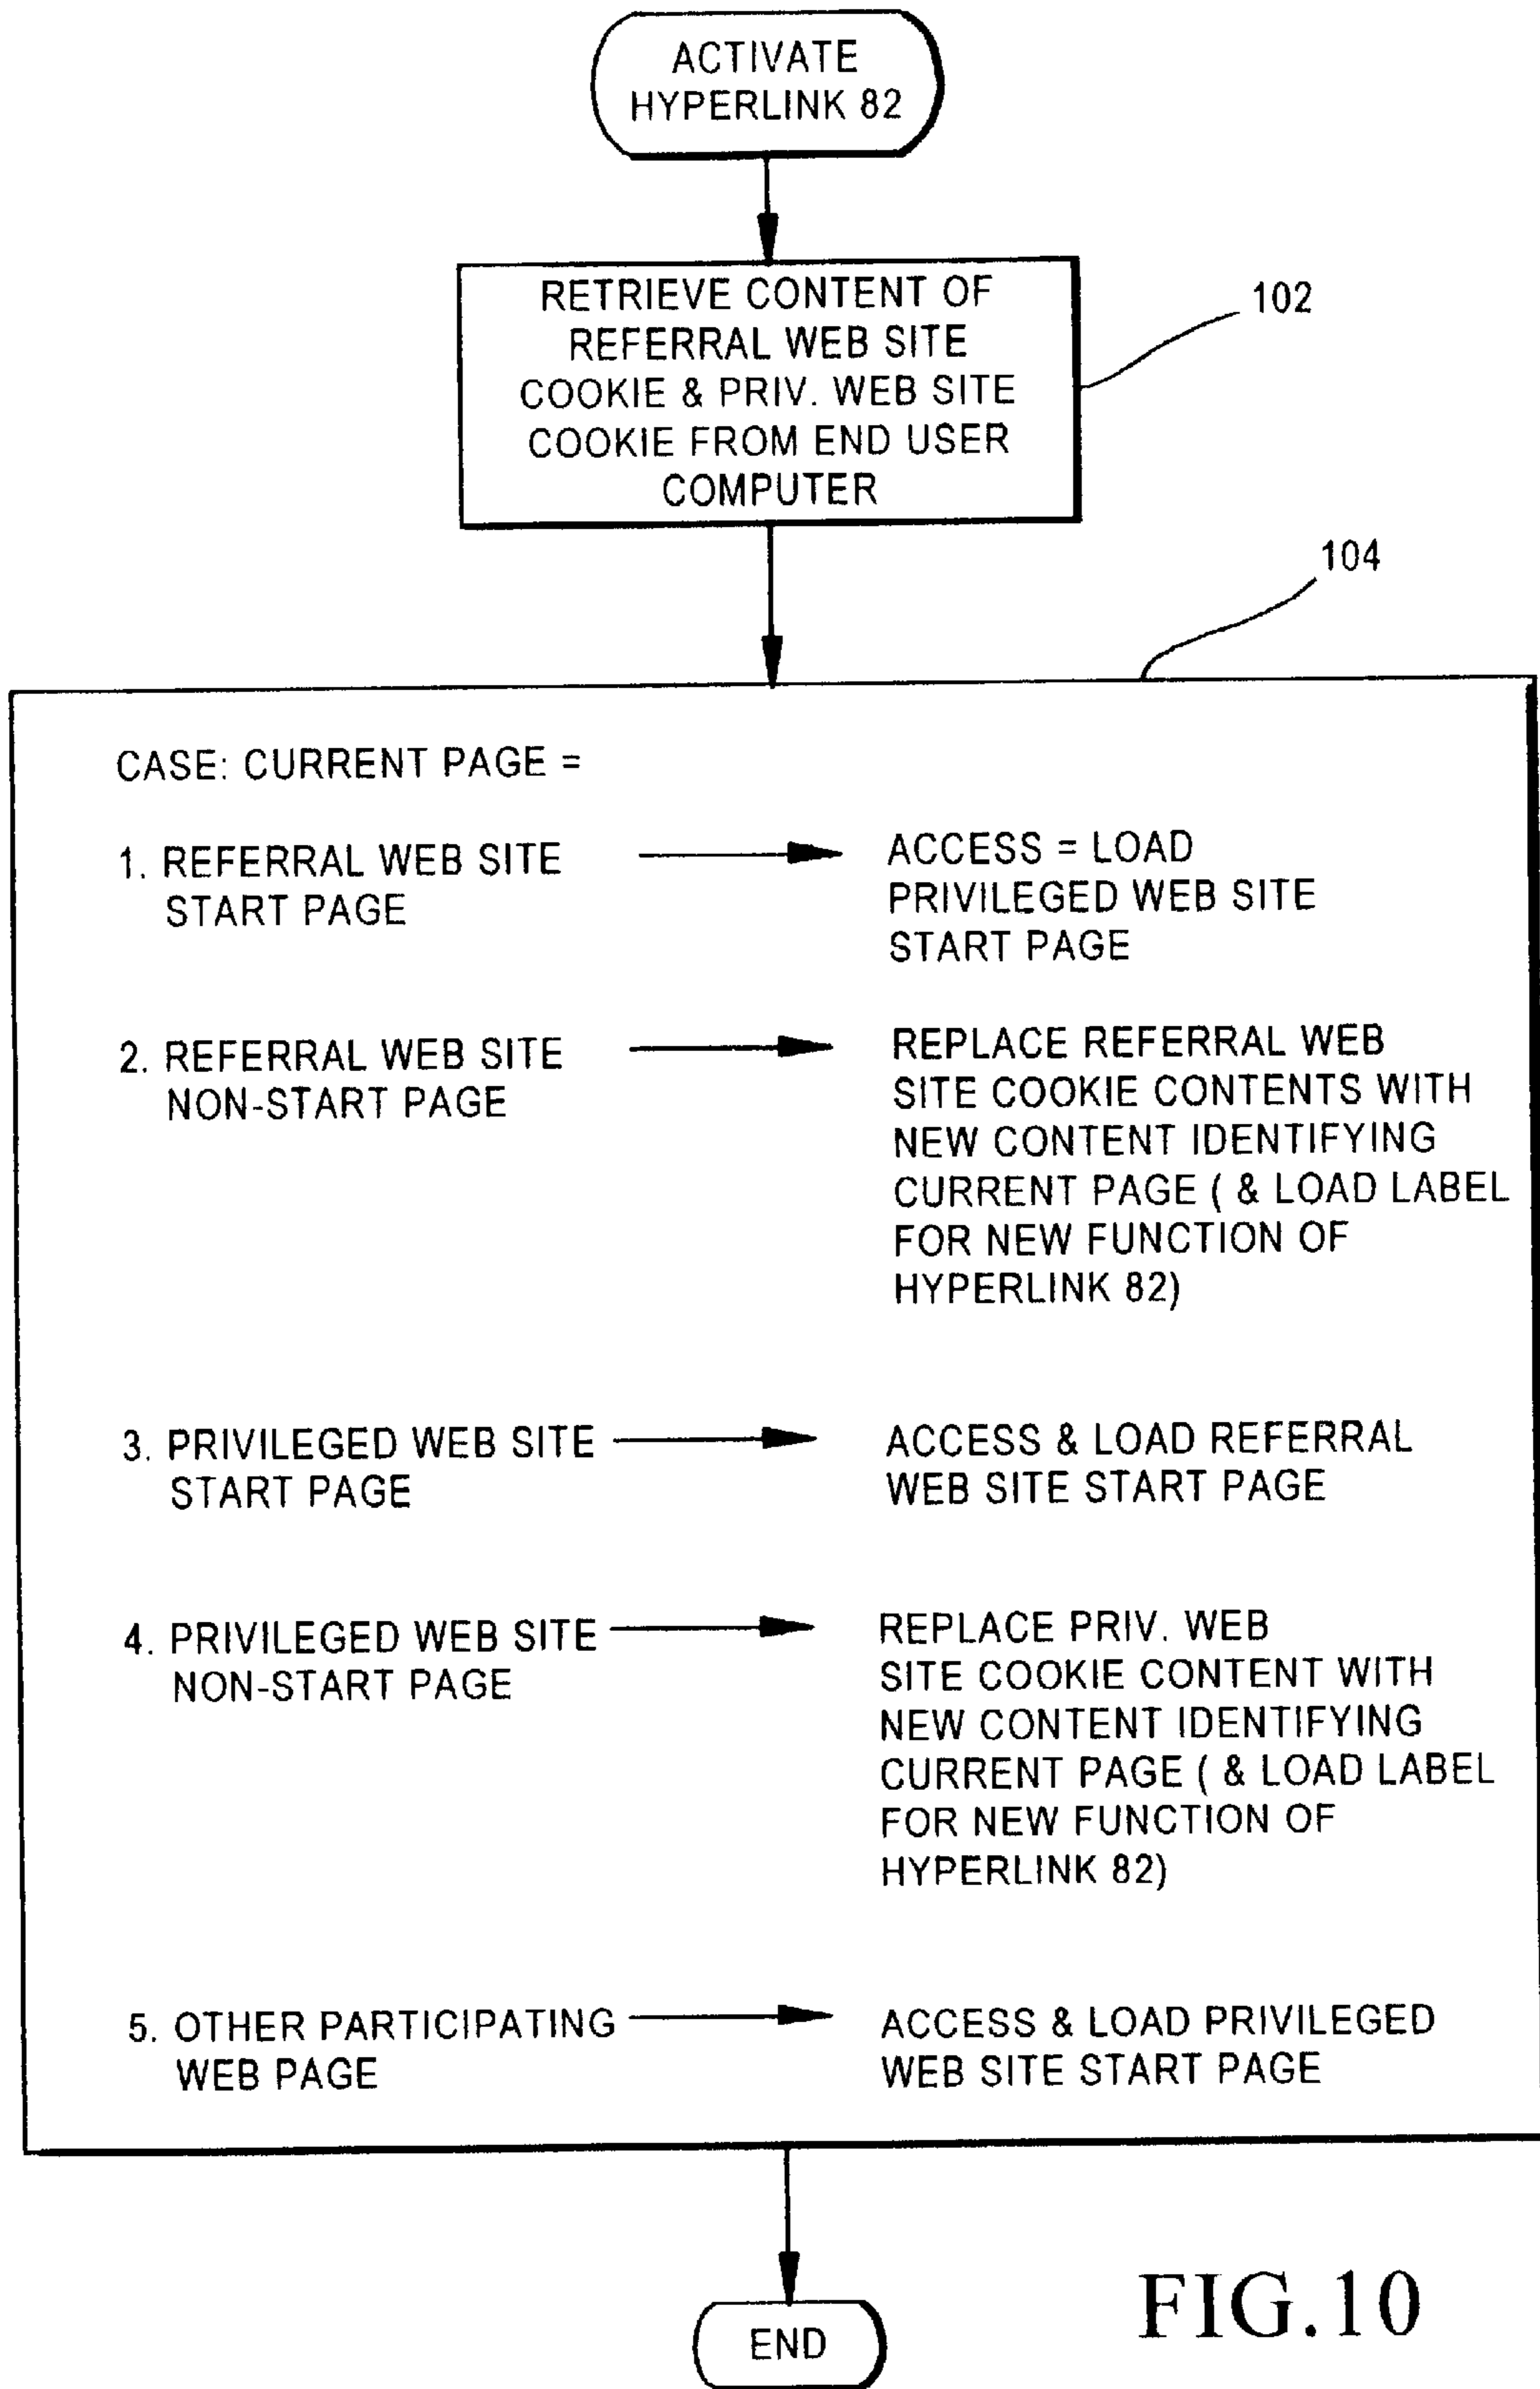 ACTIVATE
HYPERLINK 82
RETRIEVE CONTENT OF
REFERRAL WEB SITE
COOKIE & PRIV. WEB SITE
COOKIE FROM END USER
COMPUTER
102
104
CASE: CURRENT PAGE =
1. REFERRAL WEB SITE
START PAGE
ACCESS = LOAD
PRIVILEGED WEB SITE
START PAGE
2. REFERRAL WEB SITE
NON-START PAGE
REPLACE REFERRAL WEB
SITE COOKIE CONTENTS WITH
NEW CONTENT IDENTIFYING
CURRENT PAGE ( & LOAD LABEL
FOR NEW FUNCTION OF
HYPERLINK 82)
3. PRIVILEGED WEB SITE
START PAGE
ACCESS & LOAD REFERRAL
WEB SITE START PAGE
4. PRIVILEGED WEB SITE
NON-START PAGE
REPLACE PRIV. WEB
SITE COOKIE CONTENT WITH
NEW CONTENT IDENTIFYING
CURRENT PAGE ( & LOAD LABEL
FOR NEW FUNCTION OF
HYPERLINK 82)
5. OTHER PARTICIPATING
WEB PAGE
ACCESS & LOAD PRIVILEGED
WEB SITE START PAGE
END
FIG.10